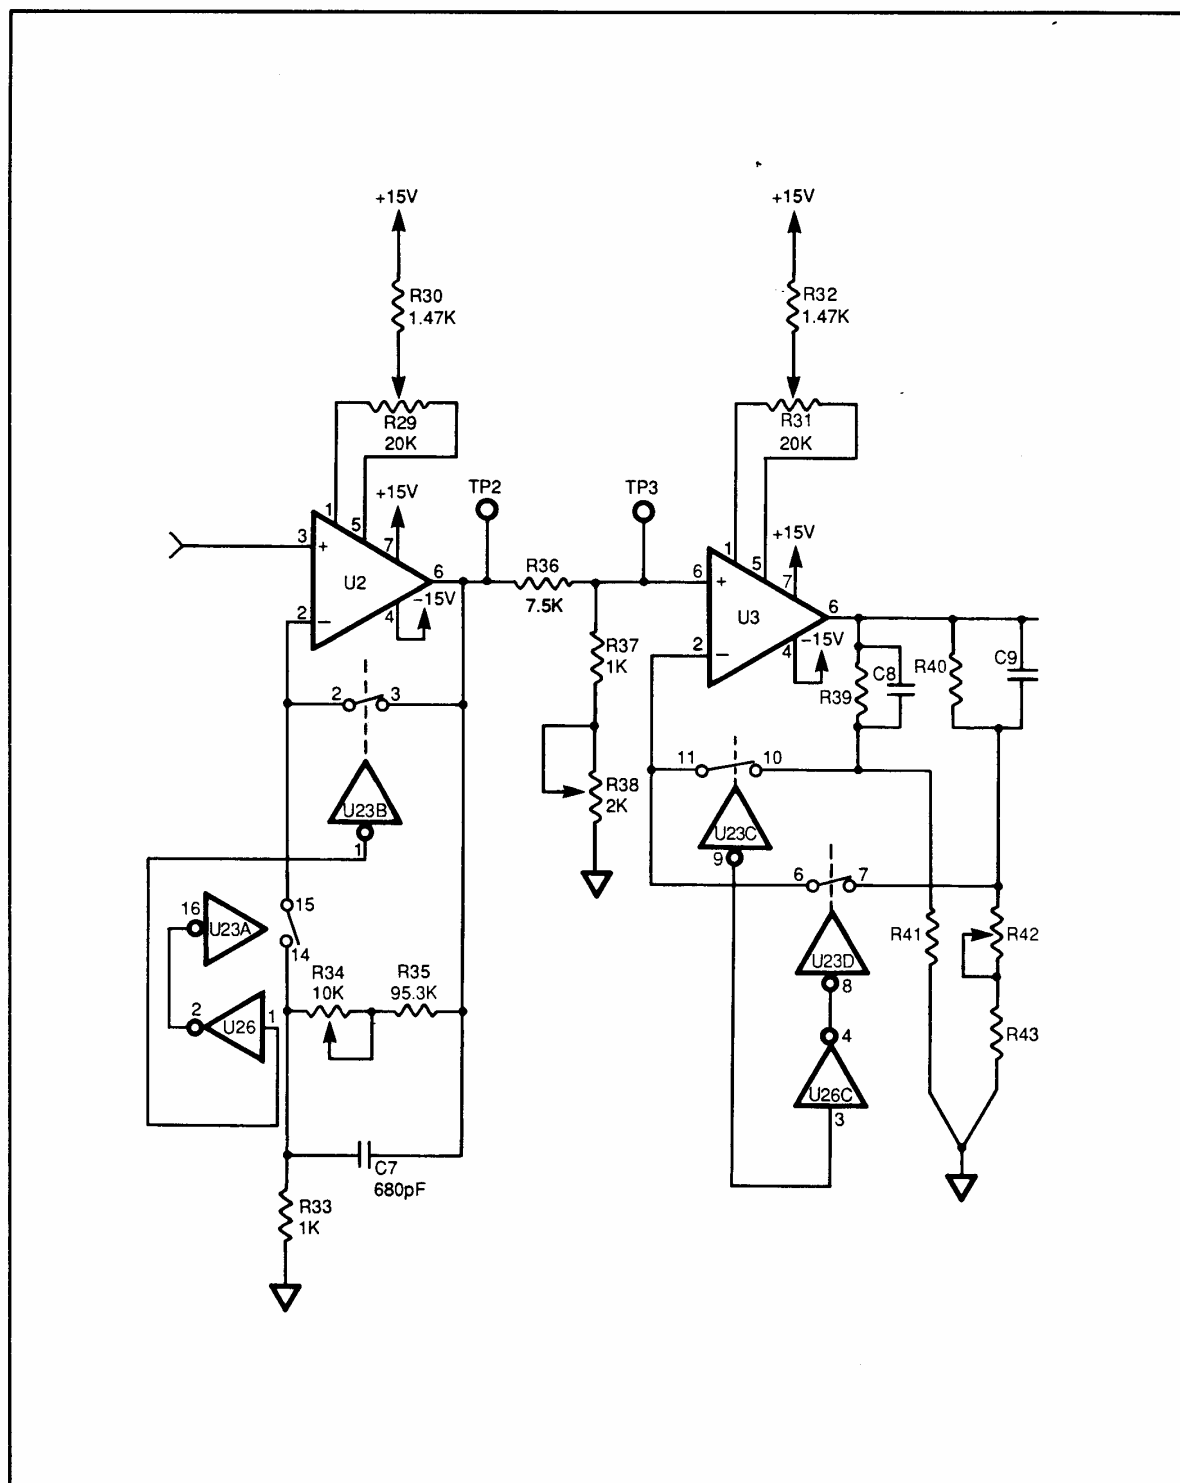 +15V
+15V
R30
1.47K
R32
1.47K
R29
20K
R31
20K
1
5
+15V
7
3
+
U2
6
2
−
4
−15V
TP2
TP3
R36
7.5K
1
5
+15V
7
6
+
U3
6
2
−
4
−15V
R37
1K
R38
2K
R39
C8
R40
C9
2
3
U23B
1
11
10
U23C
9
6
7
U23D
8
4
U26C
3
R41
R42
R43
16
U23A
15
14
2
U26
1
R34
10K
R35
95.3K
C7
680pF
R33
1K